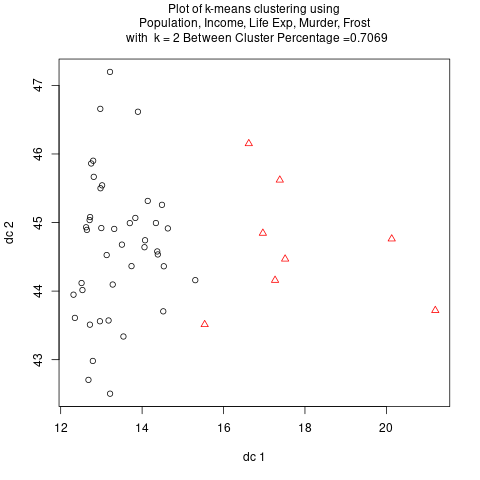 Plot of k-means clustering using
Population, Income, Life Exp, Murder, Frost
with k = 2 Between Cluster Percentage =0.7069
47
46
45
44
43
dc 2
12 14 16 18 20
dc 1